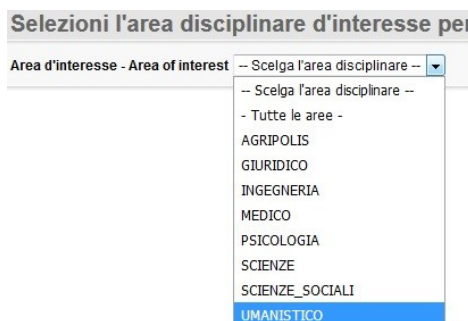 Selezioni l'area disciplinare d'interesse per
Area d'interesse - Area of interest -- Scelga l'area disciplinare --
-- Scelga l'area disciplinare --
- Tutte le aree -
AGRIPOLIS
GIURIDICO
INGEGNERIA
MEDICO
PSICOLOGIA
SCIENZE
SCIENZE_SOCIALI
UMANISTICO